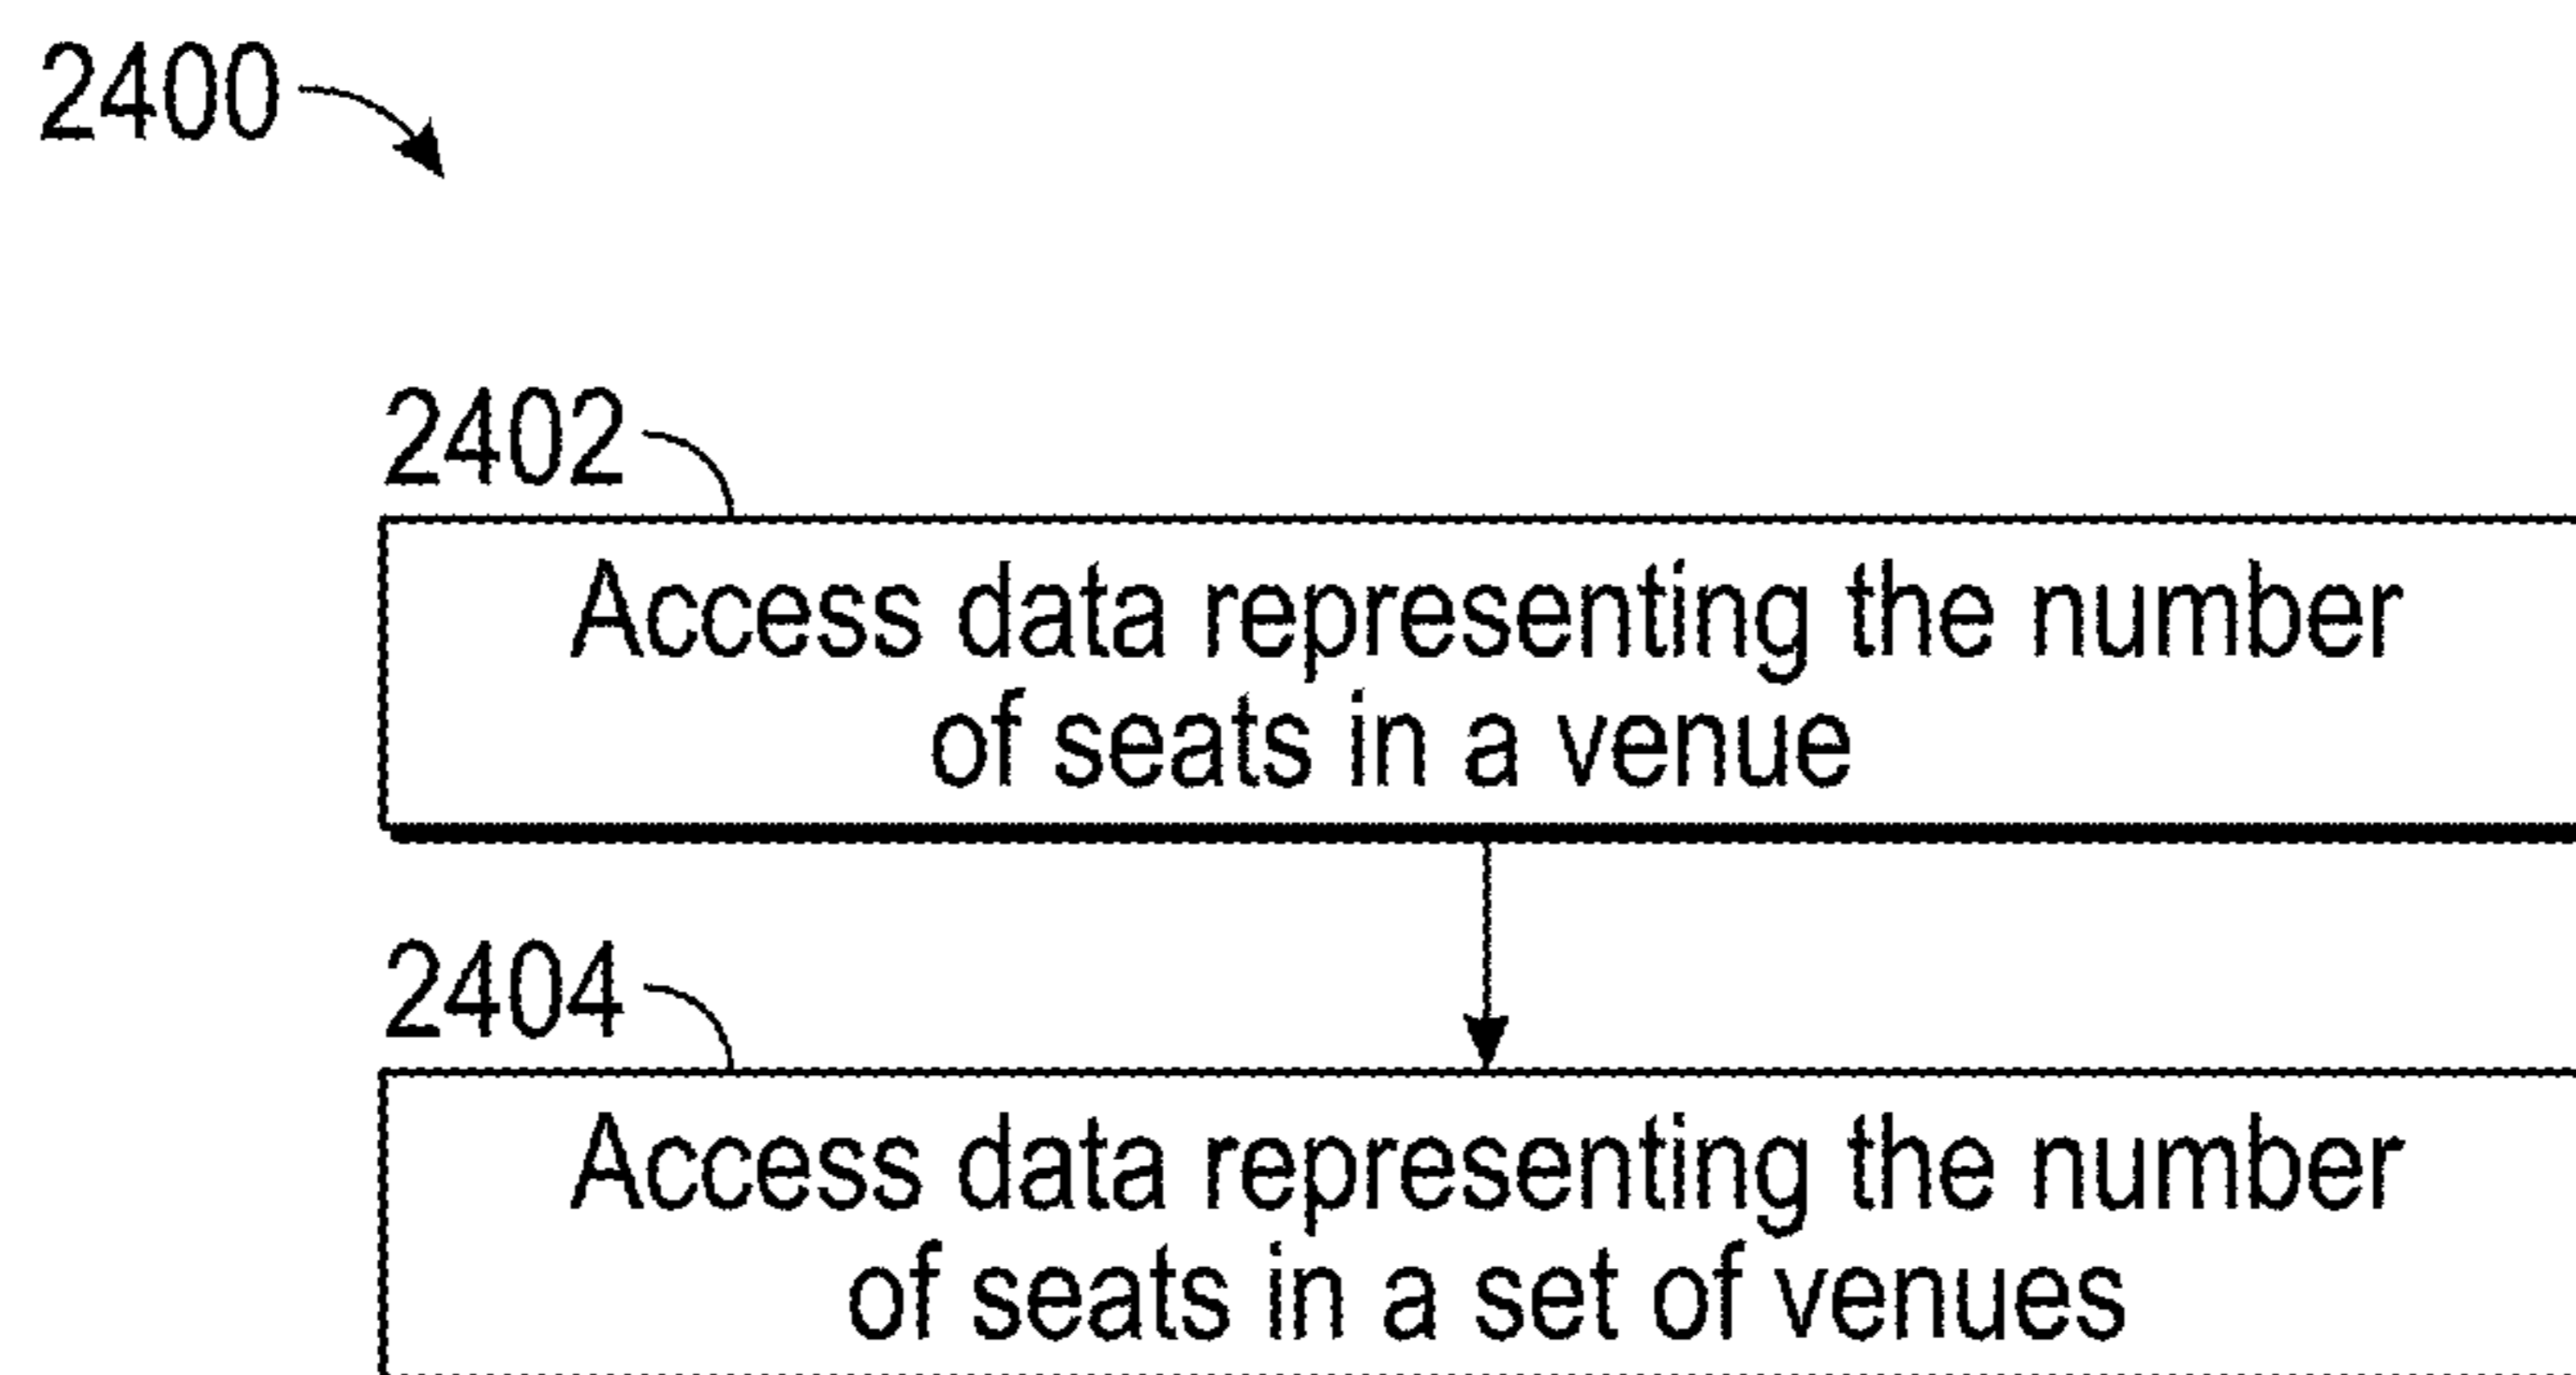 2400
2402
Access data representing the number
of seats in a venue
2404
Access data representing the number
of seats in a set of venues